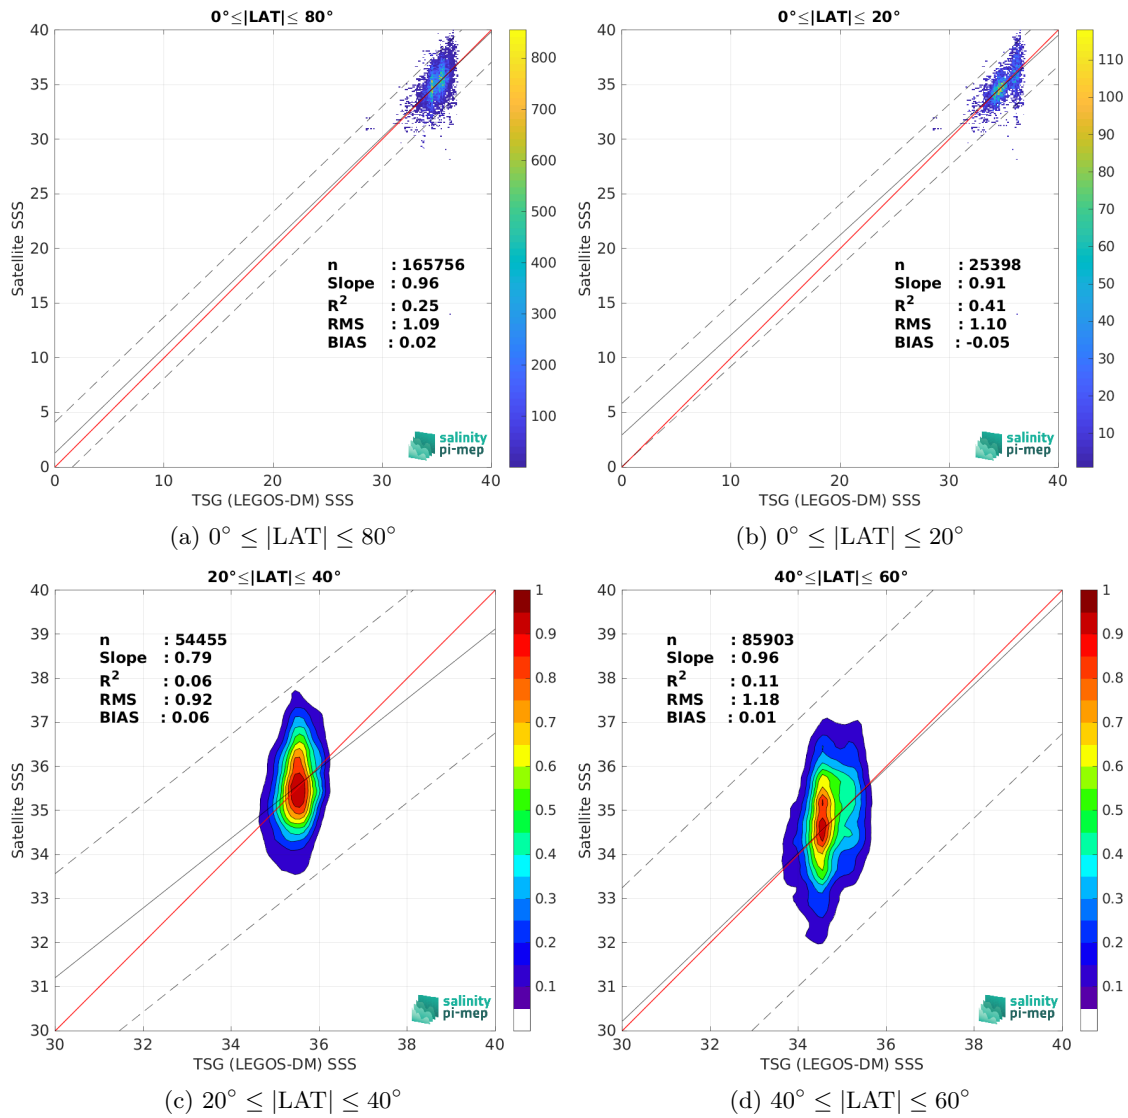 0°≤|LAT|≤ 80°
40
35
30
25
20
15
10
5
0
0
10
20
30
40
Satellite SSS
TSG (LEGOS-DM) SSS
n : 165756
Slope : 0.96
R² : 0.25
RMS : 1.09
BIAS : 0.02
salinity
pi-mep
800
700
600
500
400
300
200
100
(a) 0° ≤ |LAT| ≤ 80°
0°≤|LAT|≤ 20°
40
35
30
25
20
15
10
5
0
0
10
20
30
40
Satellite SSS
TSG (LEGOS-DM) SSS
n : 25398
Slope : 0.91
R² : 0.41
RMS : 1.10
BIAS : -0.05
salinity
pi-mep
110
100
90
80
70
60
50
40
30
20
10
(b) 0° ≤ |LAT| ≤ 20°
20°≤|LAT|≤ 40°
40
39
38
37
36
35
34
33
32
31
30
30
32
34
36
38
40
Satellite SSS
TSG (LEGOS-DM) SSS
n : 54455
Slope : 0.79
R² : 0.06
RMS : 0.92
BIAS : 0.06
salinity
pi-mep
1
0.9
0.8
0.7
0.6
0.5
0.4
0.3
0.2
0.1
(c) 20° ≤ |LAT| ≤ 40°
40°≤|LAT|≤ 60°
40
39
38
37
36
35
34
33
32
31
30
30
32
34
36
38
40
Satellite SSS
TSG (LEGOS-DM) SSS
n : 85903
Slope : 0.96
R² : 0.11
RMS : 1.18
BIAS : 0.01
salinity
pi-mep
1
0.9
0.8
0.7
0.6
0.5
0.4
0.3
0.2
0.1
(d) 40° ≤ |LAT| ≤ 60°